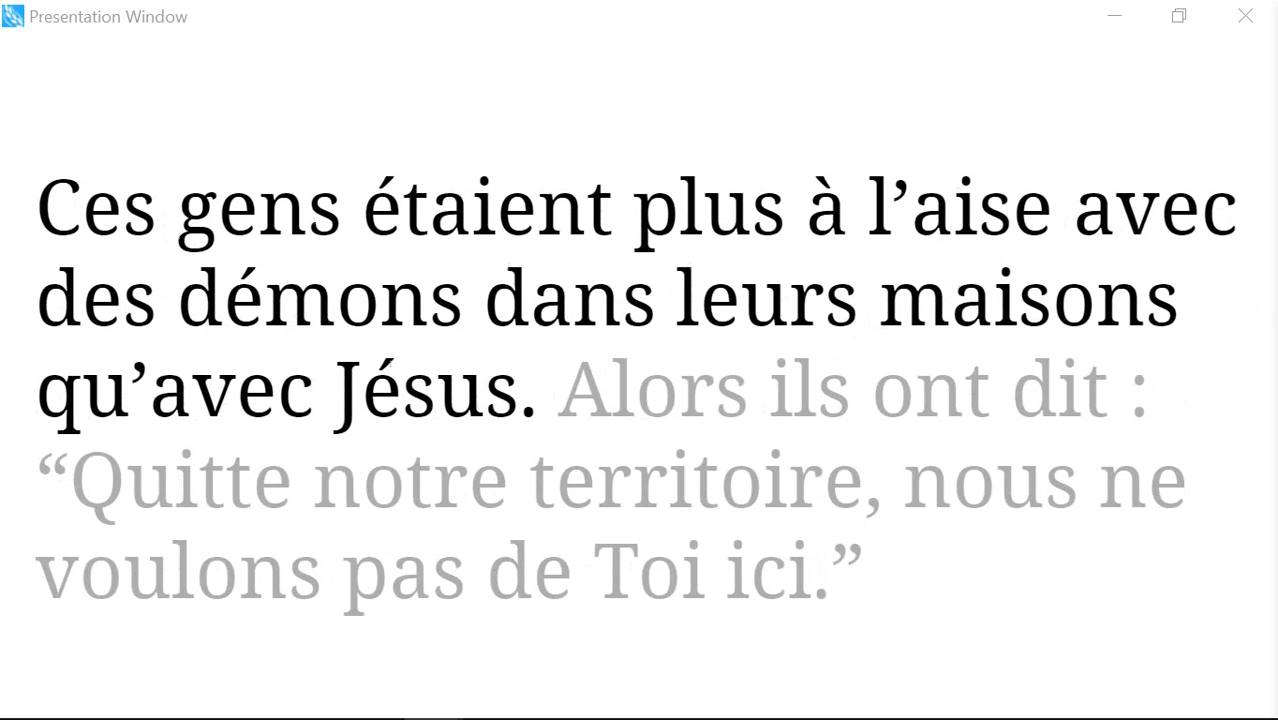 Presentation Window
Ces gens étaient plus à l’aise avec
des démons dans leurs maisons
qu’avec Jésus. Alors ils ont dit :
“Quitte notre territoire, nous ne
voulons pas de Toi ici.”